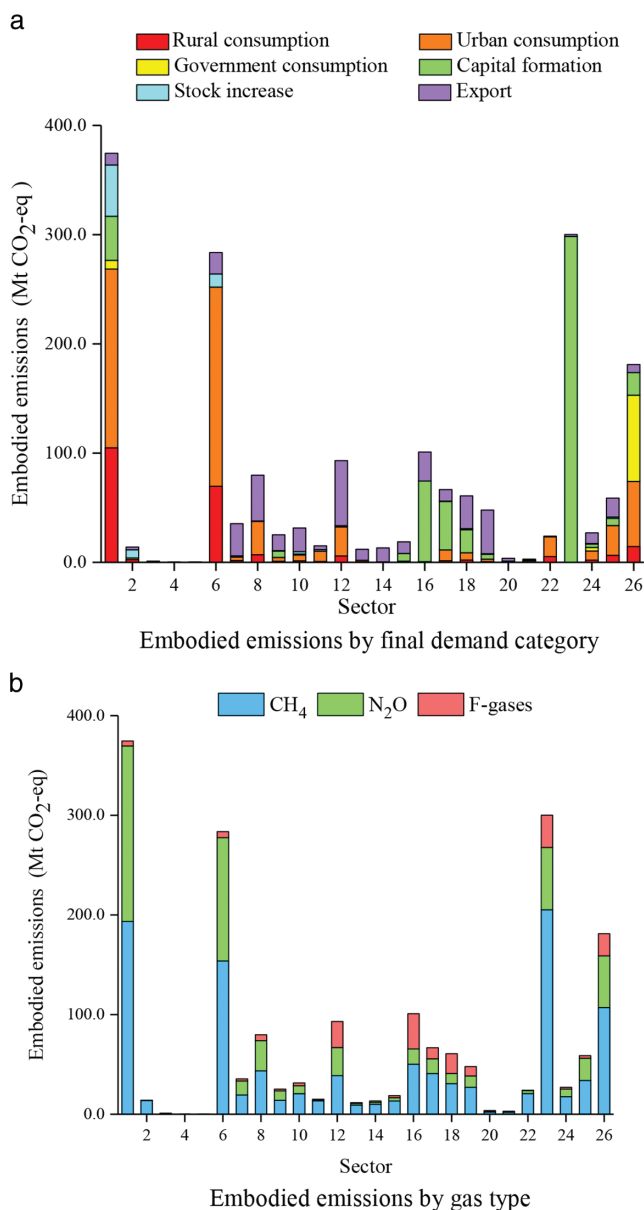 a
Rural consumption Urban consumption
Government consumption Capital formation
Stock increase Export
400.0
300.0
200.0
100.0
0.0
Embodied emissions (Mt CO2-eq )
2 4 6 8 10 12 14 16 18 20 22 24 26
Sector
Embodied emissions by final demand category
b
CH4 N2O F-gases
400.0
300.0
200.0
100.0
0.0
Embodied emissions (Mt CO2-eq)
2 4 6 8 10 12 14 16 18 20 22 24 26
Sector
Embodied emissions by gas type